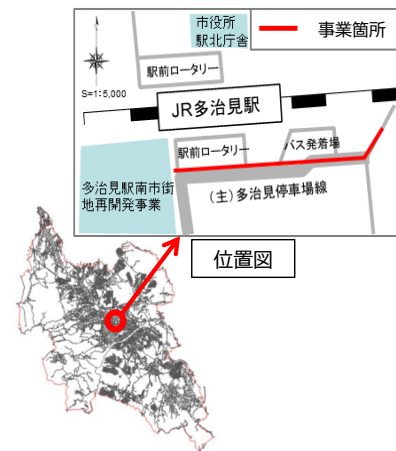 市役所
駅北庁舎
事業箇所
駅前ロータリー
S=1:5,000
JR多治見駅
駅前ロータリー
バス発着場
多治見駅南市街
地再開発事業
(主)多治見停車場線
位置図